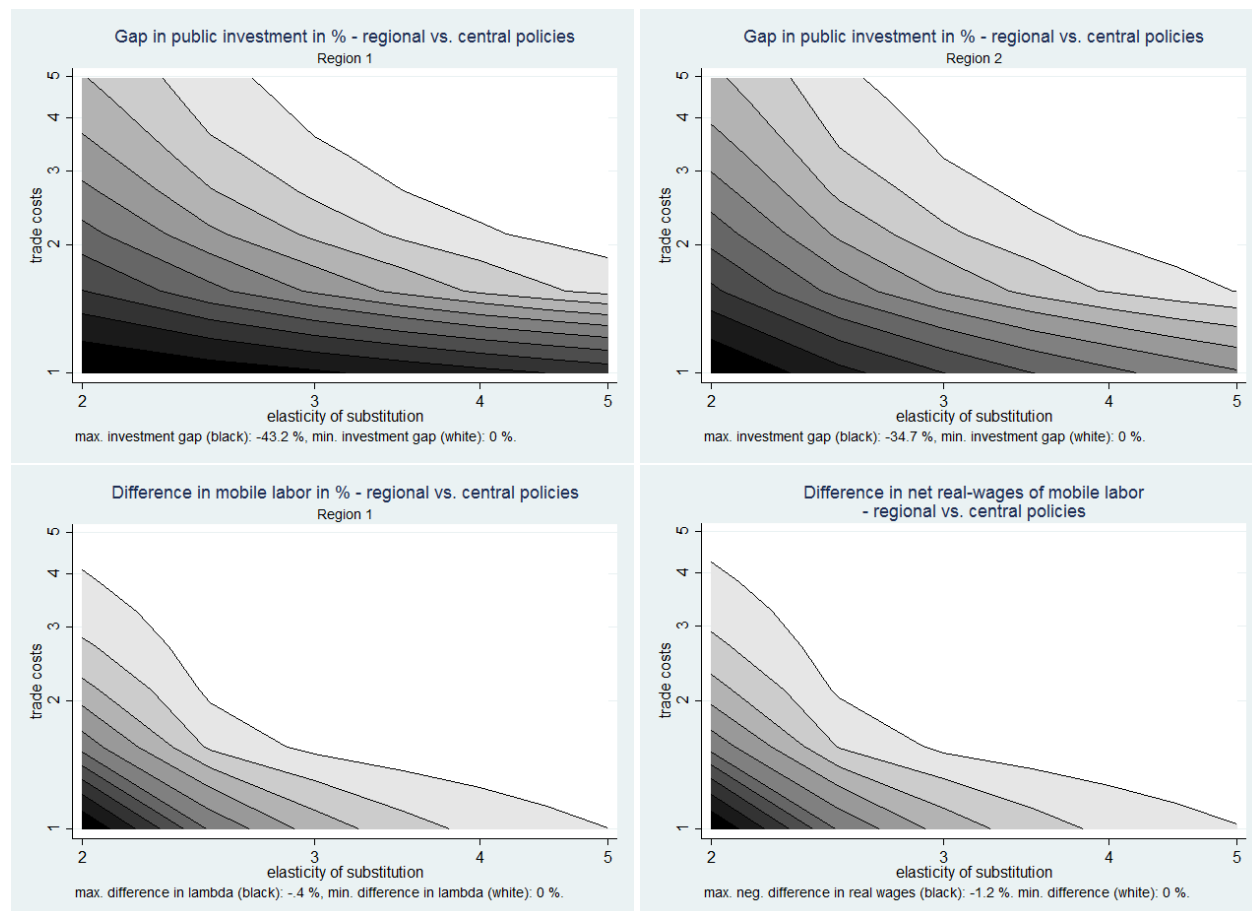 Gap in public investment in % - regional vs. central policies
Region 1
5
4
3
2
1
trade costs
2
3
4
5
elasticity of substitution
max. investment gap (black): -43.2 %, min. investment gap (white): 0 %.
Gap in public investment in % - regional vs. central policies
Region 2
5
4
3
2
1
trade costs
2
3
4
5
elasticity of substitution
max. investment gap (black): -34.7 %, min. investment gap (white): 0 %.
Difference in mobile labor in % - regional vs. central policies
Region 1
5
4
3
2
1
trade costs
2
3
4
5
elasticity of substitution
max. difference in lambda (black): -.4 %, min. difference in lambda (white): 0 %.
Difference in net real-wages of mobile labor
- regional vs. central policies
5
4
3
2
1
trade costs
2
3
4
5
elasticity of substitution
max. neg. difference in real wages (black): -1.2 %. min. difference (white): 0 %.